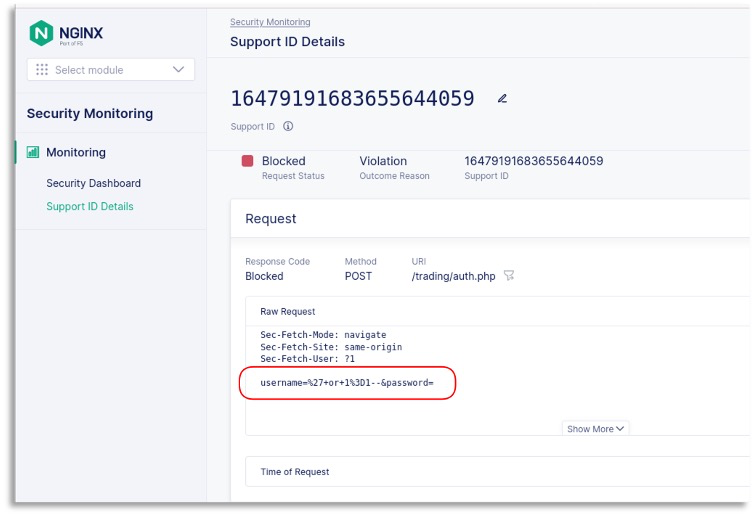 NGINX
Part of F5
Select module
Security Monitoring
Monitoring
Security Dashboard
Support ID Details
Security Monitoring
Support ID Details
16479191683655644059
Support ID
Blocked
Request Status
Violation
Outcome Reason
16479191683655644059
Support ID
Request
Response Code
Blocked
Method
POST
URI
/trading/auth.php
Raw Request
Sec-Fetch-Mode: navigate
Sec-Fetch-Site: same-origin
Sec-Fetch-User: ?1
username=%27+or+1%3D1--&password=
Show More
Time of Request